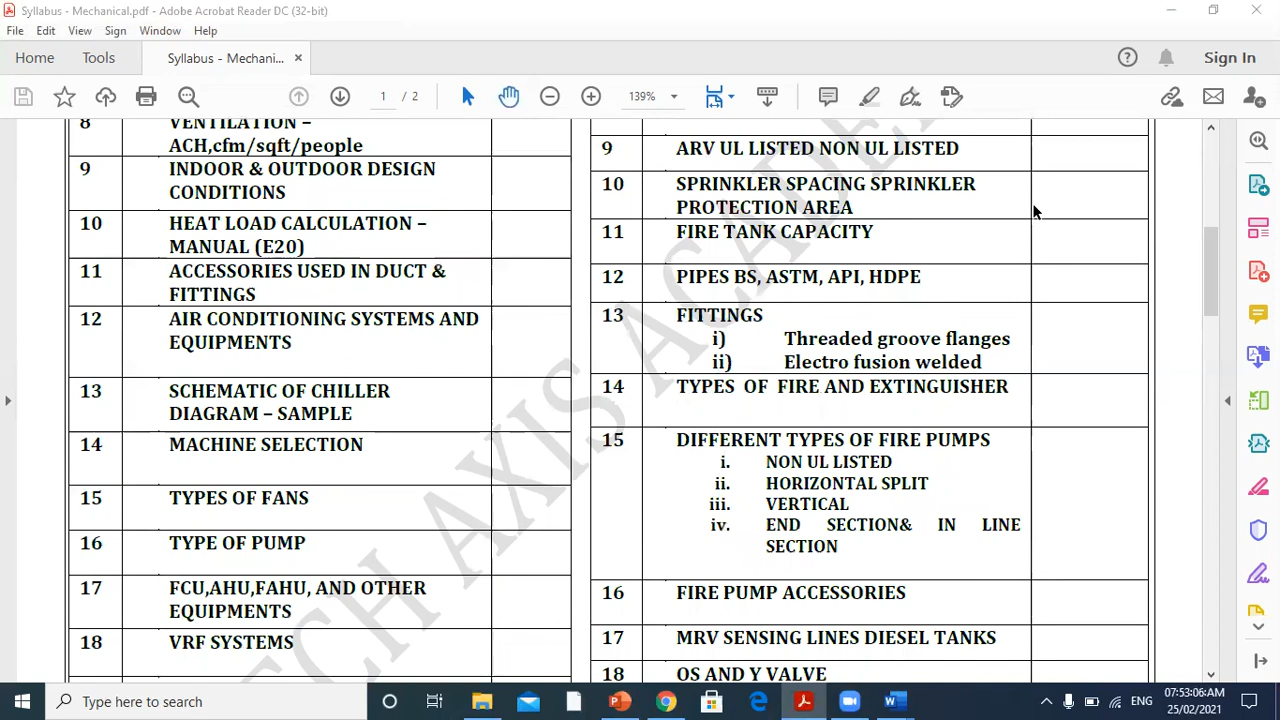 Syllabus - Mechanical.pdf - Adobe Acrobat Reader DC (32-bit)
File Edit View Sign Window Help
Home Tools Syllabus - Mechani... × Sign In
1 / 2 139%
8 VENTILATION –
ACH,cfm/sqft/people
9 INDOOR & OUTDOOR DESIGN
CONDITIONS
10 HEAT LOAD CALCULATION –
MANUAL (E20)
11 ACCESSORIES USED IN DUCT &
FITTINGS
12 AIR CONDITIONING SYSTEMS AND
EQUIPMENTS
13 SCHEMATIC OF CHILLER
DIAGRAM – SAMPLE
14 MACHINE SELECTION
15 TYPES OF FANS
16 TYPE OF PUMP
17 FCU,AHU,FAHU, AND OTHER
EQUIPMENTS
18 VRF SYSTEMS
9 ARV UL LISTED NON UL LISTED
10 SPRINKLER SPACING SPRINKLER
PROTECTION AREA
11 FIRE TANK CAPACITY
12 PIPES BS, ASTM, API, HDPE
13 FITTINGS
i) Threaded groove flanges
ii) Electro fusion welded
14 TYPES OF FIRE AND EXTINGUISHER
15 DIFFERENT TYPES OF FIRE PUMPS
i. NON UL LISTED
ii. HORIZONTAL SPLIT
iii. VERTICAL
iv. END SECTION& IN LINE
SECTION
16 FIRE PUMP ACCESSORIES
17 MRV SENSING LINES DIESEL TANKS
18 OS AND Y VALVE
TECH AXIS ACADEM
Type here to search
ENG
07:53:06AM
25/02/2021